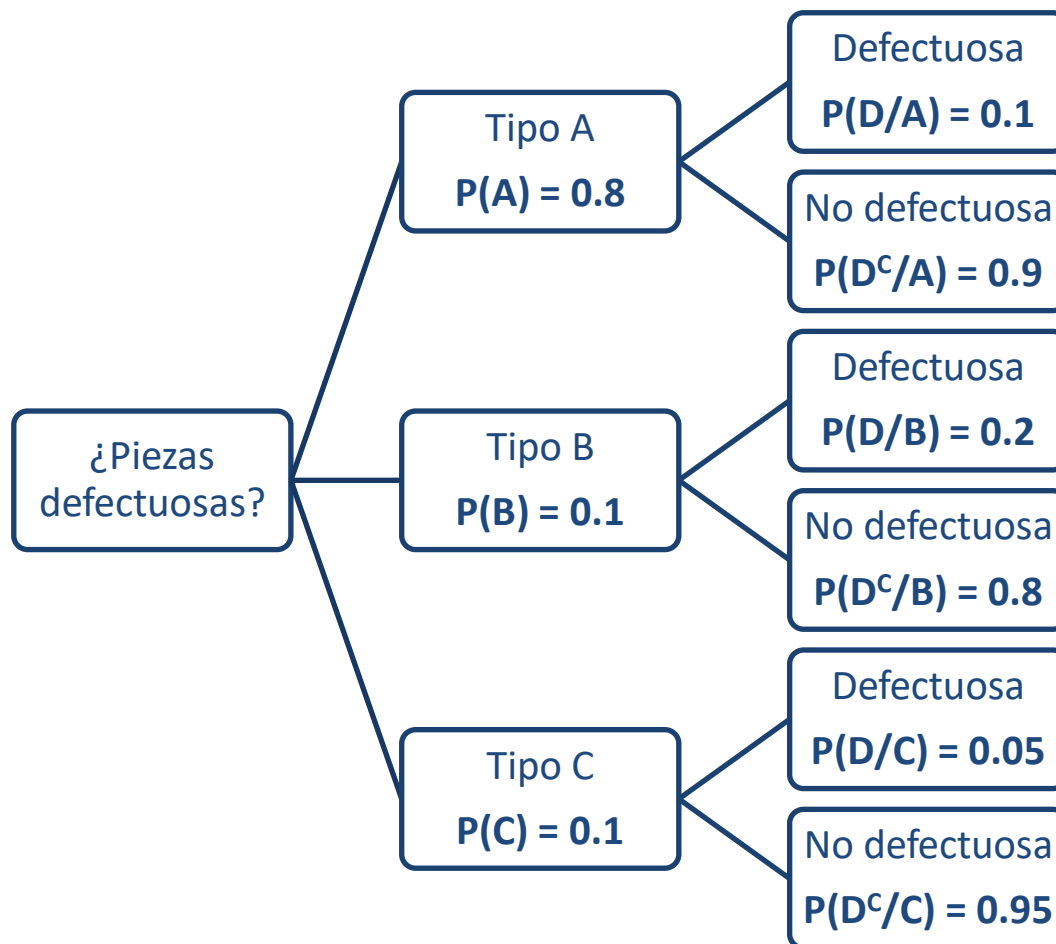 Defectuosa
P(D/A) = 0.1
Tipo A
P(A) = 0.8
No defectuosa
P(Dᶜ/A) = 0.9
Defectuosa
P(D/B) = 0.2
¿Piezas
defectuosas?
Tipo B
P(B) = 0.1
No defectuosa
P(Dᶜ/B) = 0.8
Defectuosa
P(D/C) = 0.05
Tipo C
P(C) = 0.1
No defectuosa
P(Dᶜ/C) = 0.95